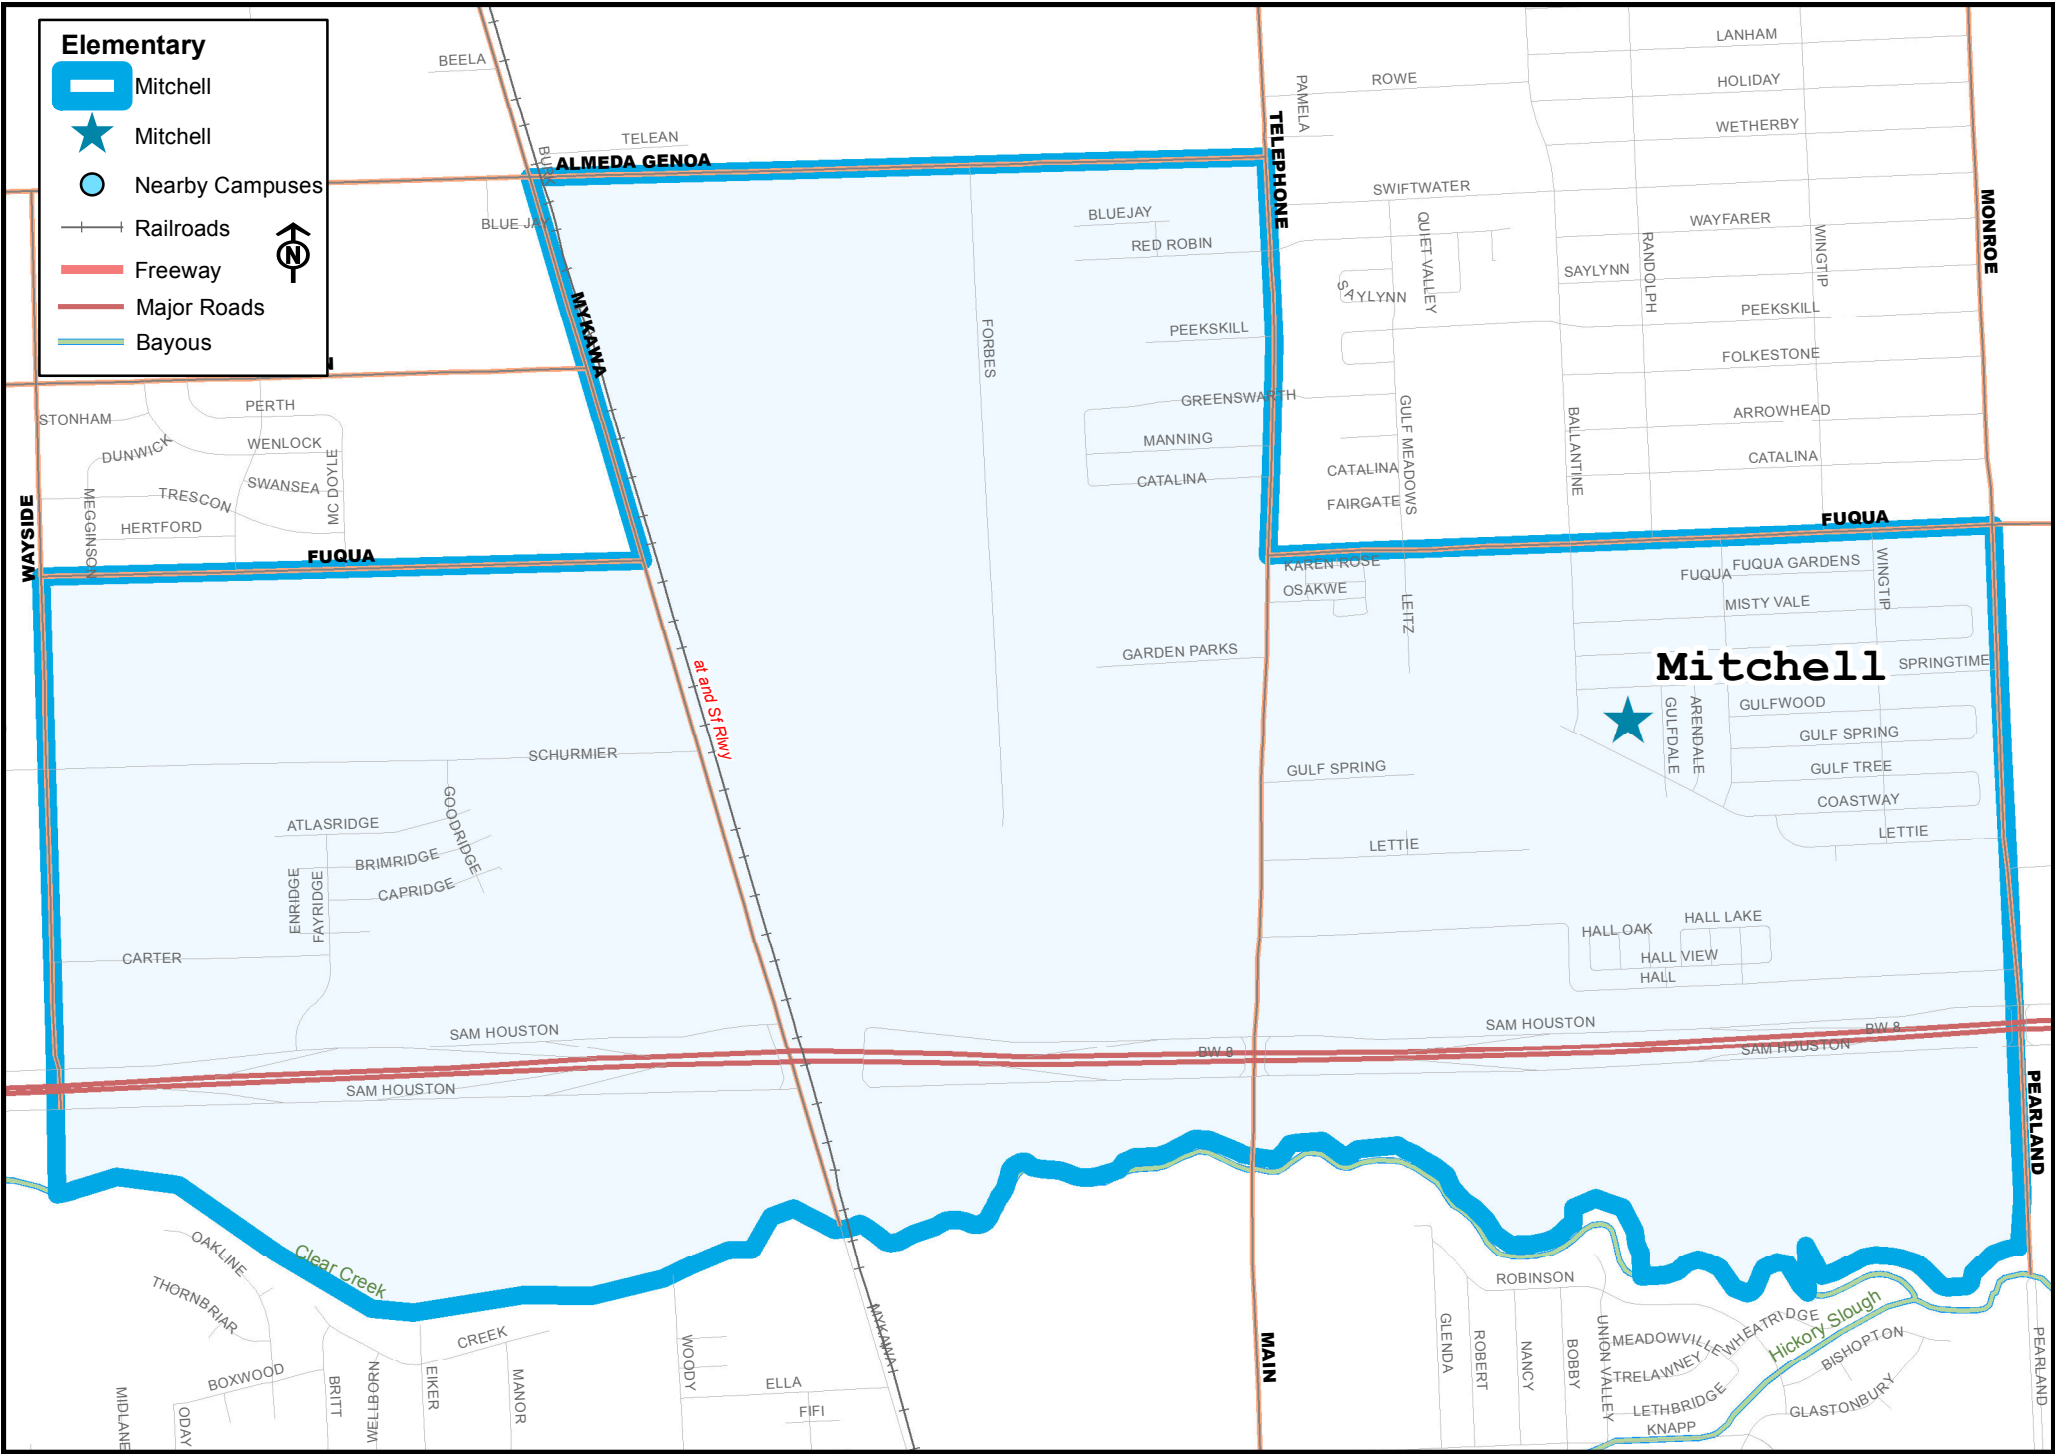 Elementary
Mitchell
Mitchell
Nearby Campuses
Railroads
N
Freeway
Major Roads
Bayous
BEELA
TELEAN
BURK
ALMEDA GENOA
BLUE JAY
MYKAWA
TELEPHONE
PAMELA
ROWE
LANHAM
HOLIDAY
WETHERBY
SWIFTWATER
QUIET VALLEY
WAYFARER
WINGTIP
MONROE
BLUEJAY
RED ROBIN
SAYLYNN
SAYLYNN
RANDOLPH
PEEKSKILL
PEEKSKILL
FORBES
FOLKESTONE
GREENSWARTH
GULF MEADOWS
BALLANTINE
ARROWHEAD
MANNING
CATALINA
CATALINA
CATALINA
FAIRGATE
FUQUA
STONHAM
PERTH
DUNWICK
WENLOCK
MC DOYLE
SWANSEA
TRESCON
MEGGINSON
HERTFORD
WAYSIDE
FUQUA
KAREN ROSE
OSAKWE
LEITZ
FUQUA
FUQUA GARDENS
WINGTIP
MISTY VALE
GARDEN PARKS
Mitchell
SPRINGTIME
at and Sf Rlwy
GULFDALE
ARENDALE
GULFWOOD
GULF SPRING
SCHURMIER
GULF SPRING
GULF TREE
COASTWAY
GOODRIDGE
ATLASRIDGE
BRIMRIDGE
CAPRIDGE
ENRIDGE
FAYRIDGE
LETTIE
LETTIE
HALL LAKE
HALL OAK
HALL VIEW
HALL
CARTER
SAM HOUSTON
SAM HOUSTON
BW 8
BW 8
SAM HOUSTON
SAM HOUSTON
PEARLAND
OAKLINE
Clear Creek
THORNBRIAR
CREEK
BOXWOOD
MIDLANE
ODAY
BRITT
WELBORN
EIKER
MANOR
WOODY
ELLA
FIFI
MYKAWA
MAIN
GLENDA
ROBERT
NANCY
BOBBY
UNION VALLEY
ROBINSON
MEADOWVILLE
WHEATRIDGE
Hickory Slough
TRELAWNEY
BISHOPTON
LETHBRIDGE
GLASTONBURY
KNAPP
PEARLAND